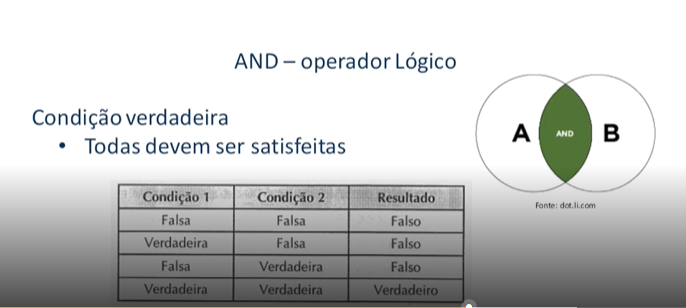 AND – operador Lógico
Condição verdadeira
• Todas devem ser satisfeitas
A AND B
Fonte: dot.li.com
Condição 1 Condição 2 Resultado
Falsa Falsa Falso
Verdadeira Falsa Falso
Falsa Verdadeira Falso
Verdadeira Verdadeira Verdadeiro